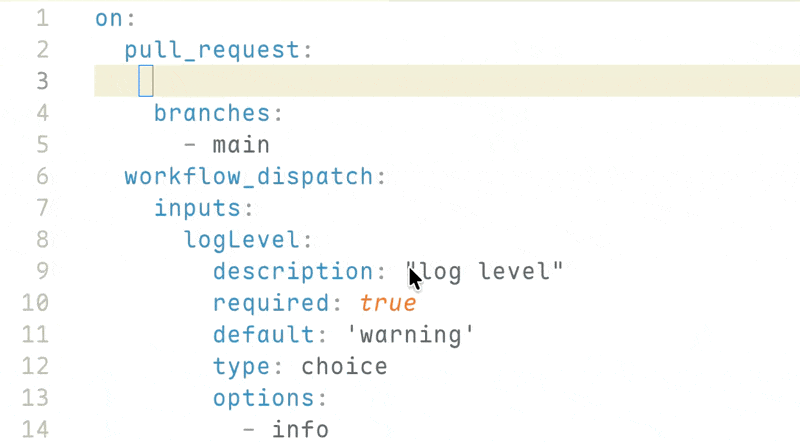 1 on:
2   pull_request:
3
4     branches:
5       - main
6   workflow_dispatch:
7     inputs:
8       logLevel:
9         description: "log level"
10         required: true
11         default: 'warning'
12         type: choice
13         options:
14           - info